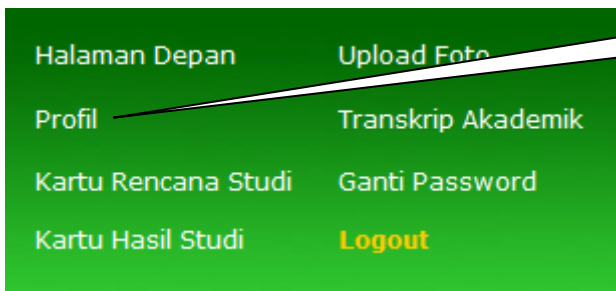 Halaman Depan
Upload Foto
Profil
Transkrip Akademik
Kartu Rencana Studi
Ganti Password
Kartu Hasil Studi
Logout